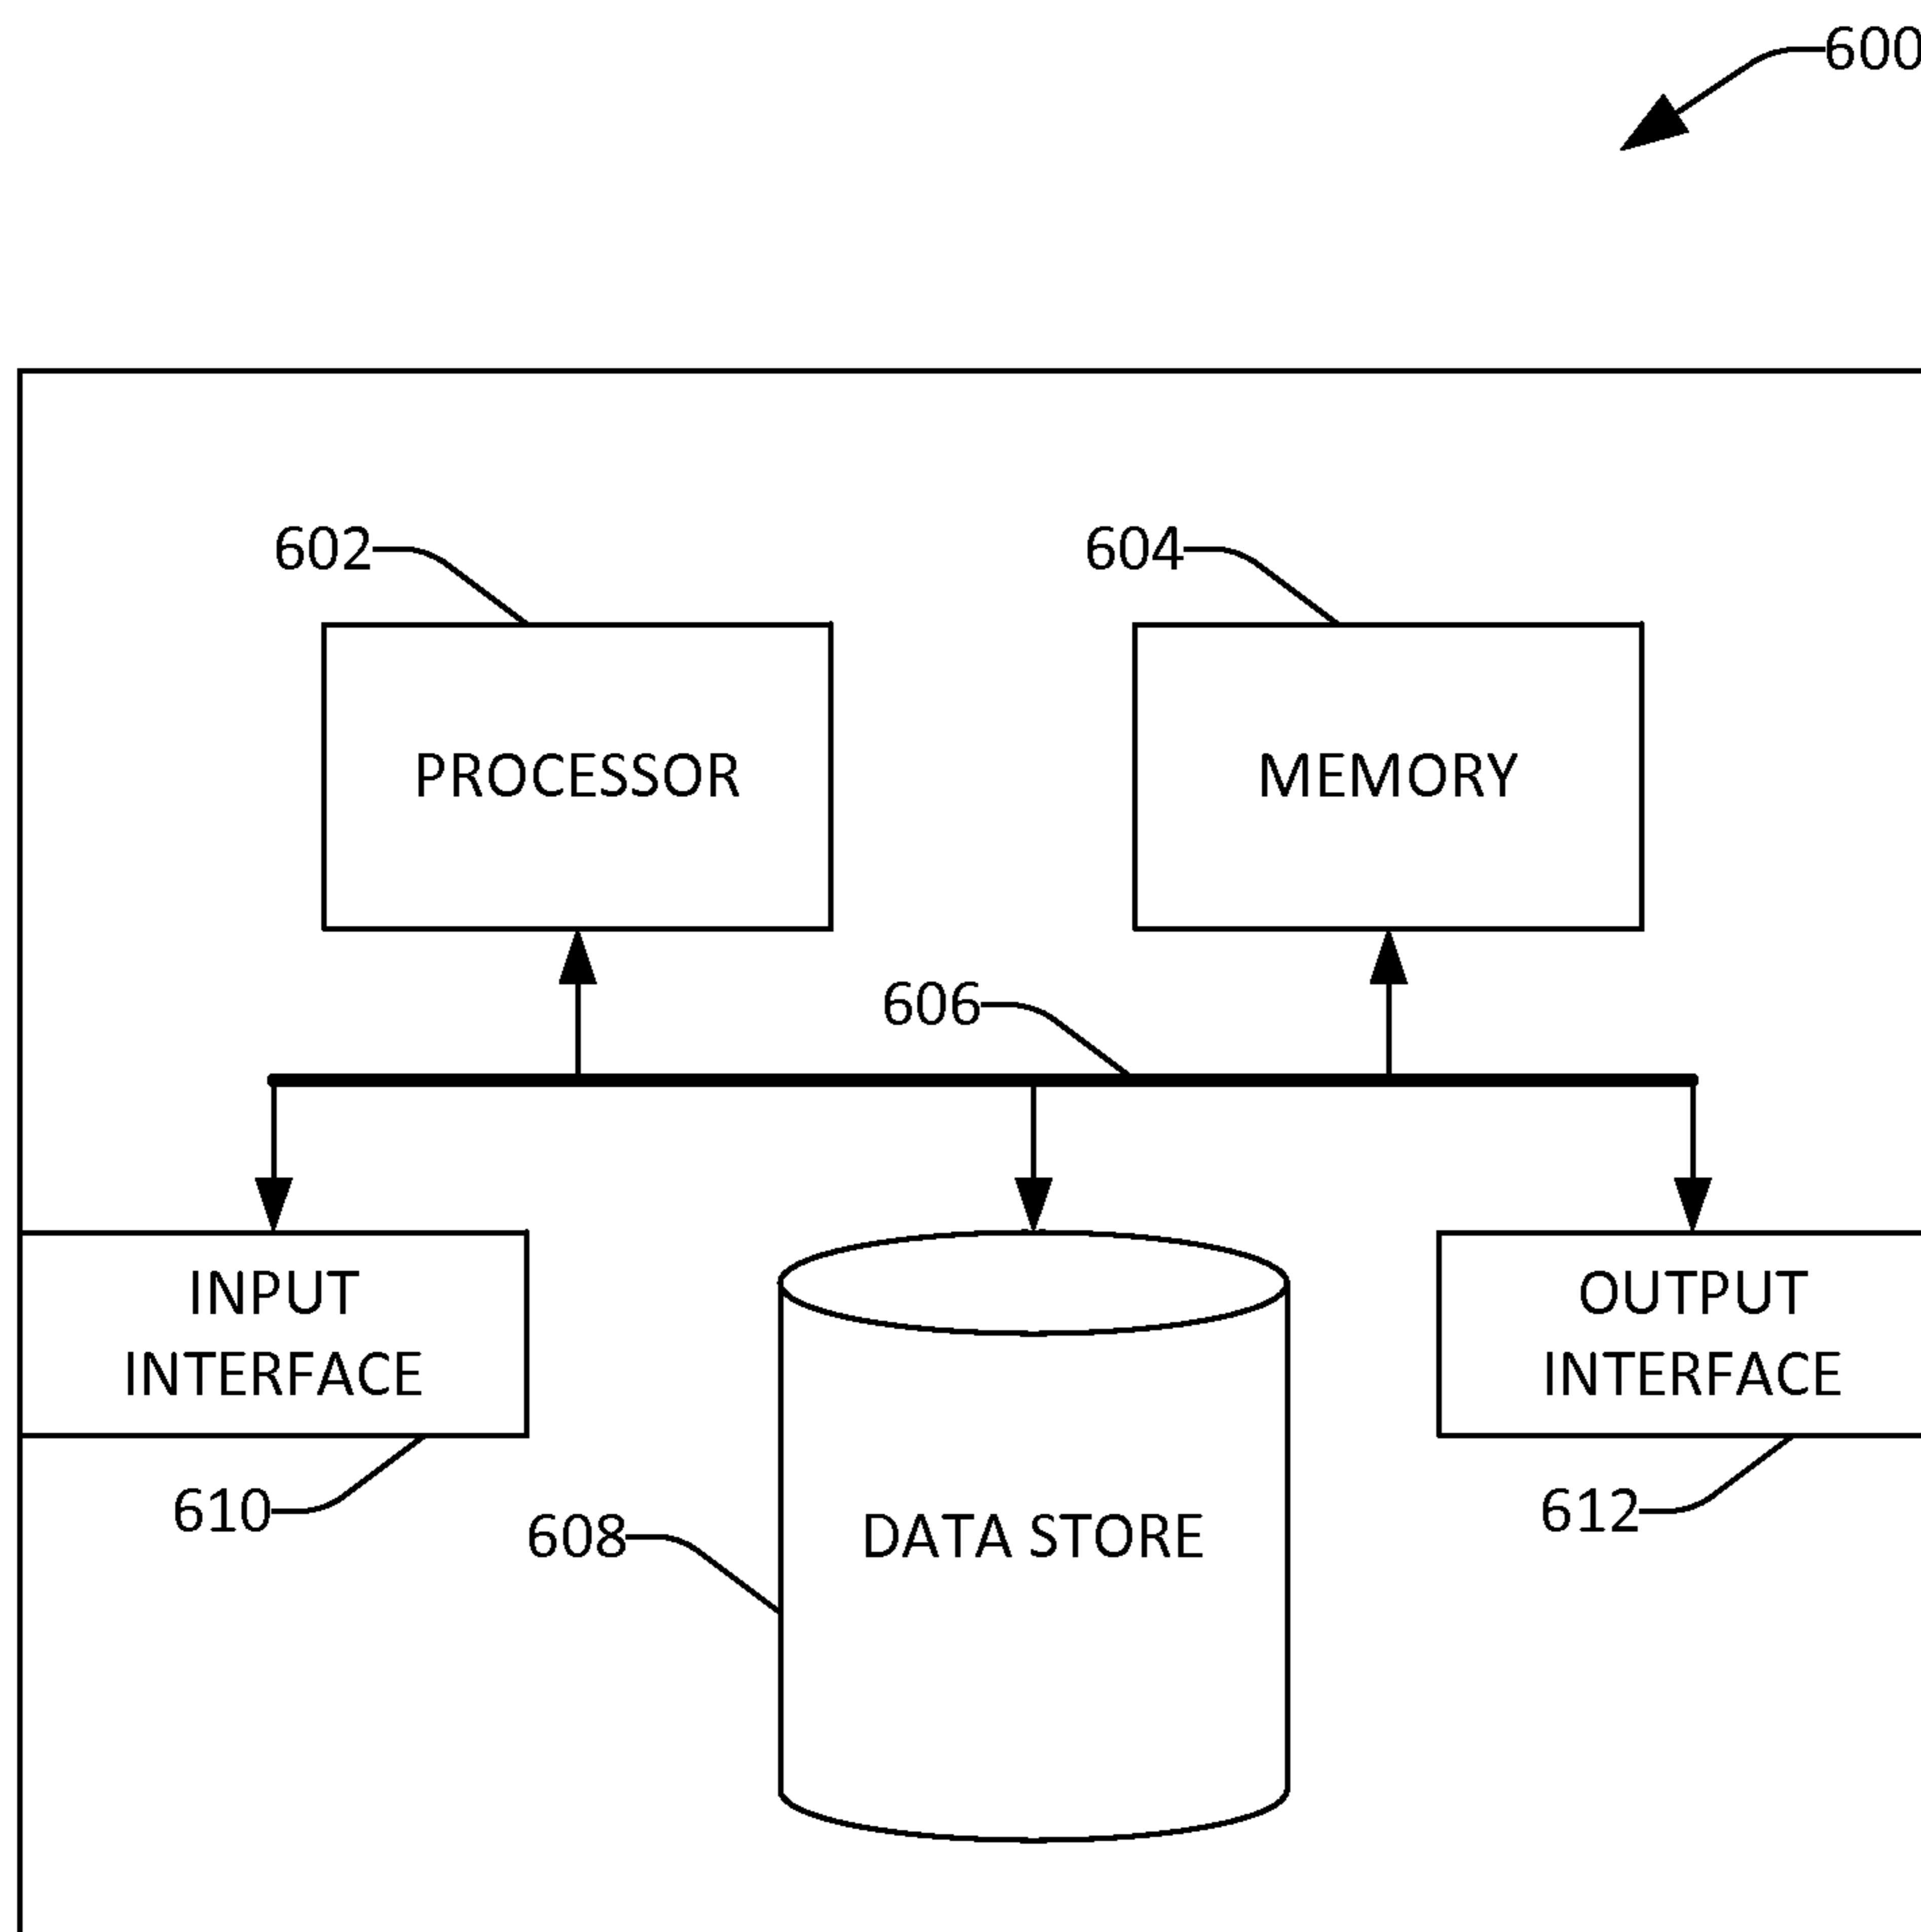 600
602
604
PROCESSOR
MEMORY
606
INPUT
INTERFACE
OUTPUT
INTERFACE
610
608
DATA STORE
612